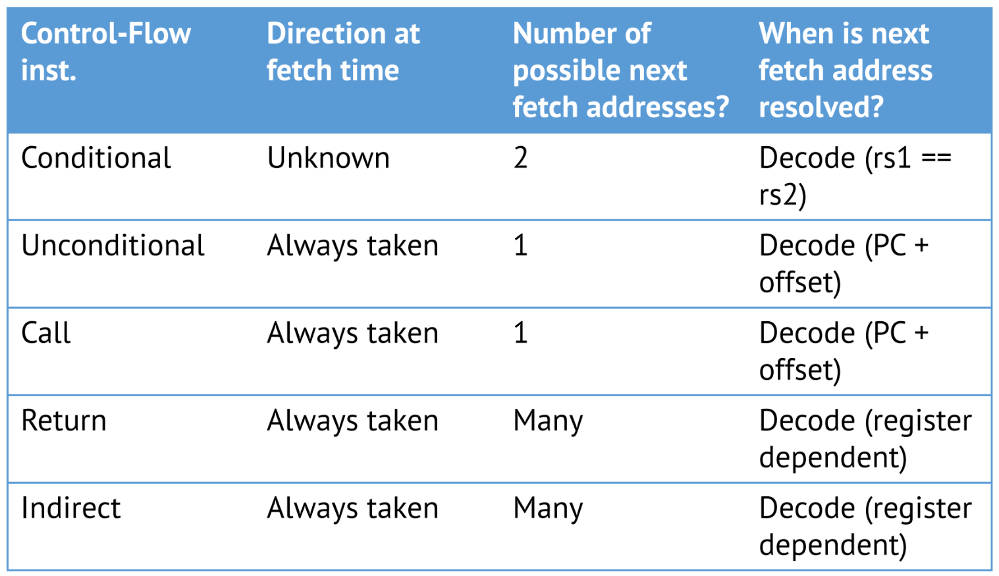 Control-Flow
inst.
Direction at
fetch time
Number of
possible next
fetch addresses?
When is next
fetch address
resolved?
Conditional
Unknown
2
Decode (rs1 ==
rs2)
Unconditional
Always taken
1
Decode (PC +
offset)
Call
Always taken
1
Decode (PC +
offset)
Return
Always taken
Many
Decode (register
dependent)
Indirect
Always taken
Many
Decode (register
dependent)